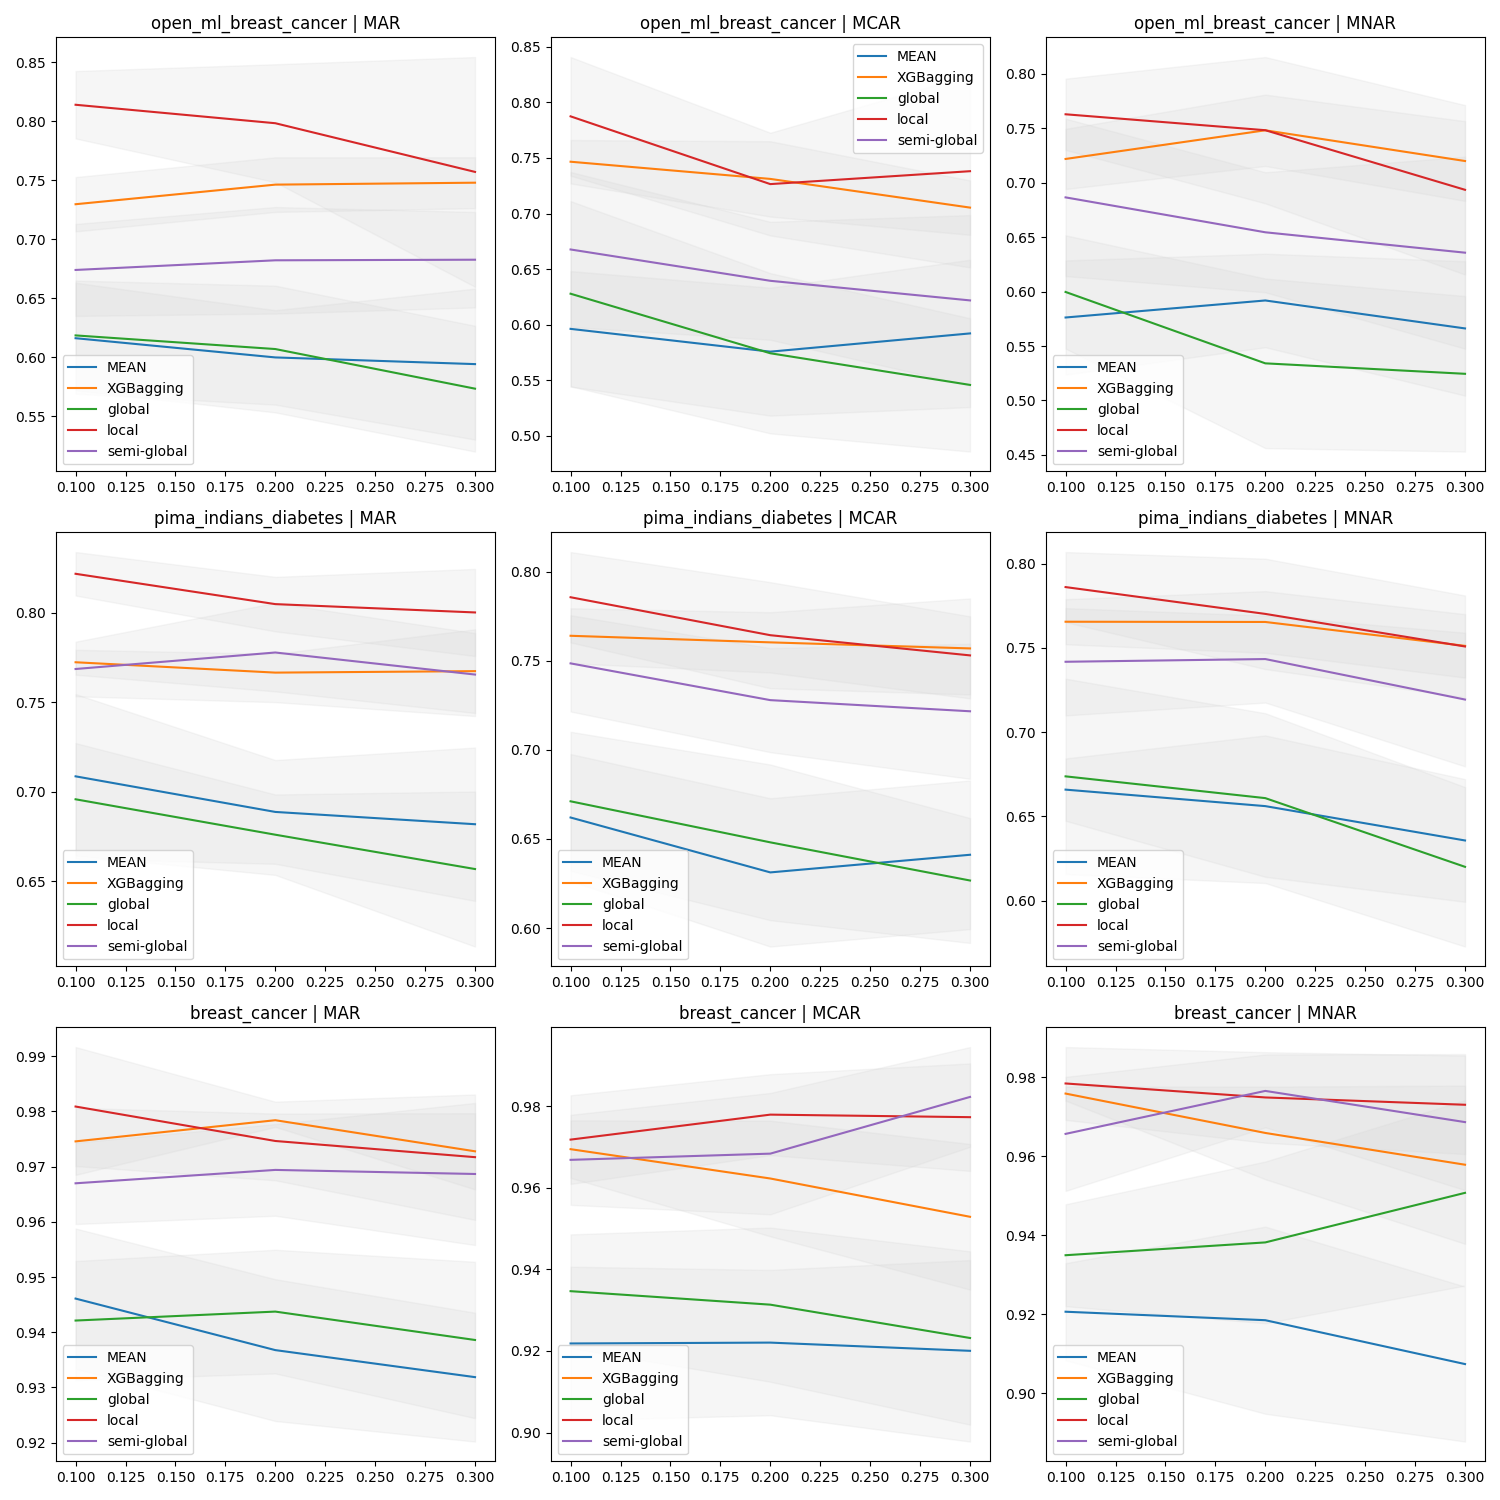 open_ml_breast_cancer | MAR
0.85
0.80
0.75
0.70
0.65
0.60
0.55
MEAN
XGBagging
global
local
semi-global
0.100 0.125 0.150 0.175 0.200 0.225 0.250 0.275 0.300
open_ml_breast_cancer | MCAR
0.85
0.80
0.75
0.70
0.65
0.60
0.55
0.50
MEAN
XGBagging
global
local
semi-global
0.100 0.125 0.150 0.175 0.200 0.225 0.250 0.275 0.300
open_ml_breast_cancer | MNAR
0.80
0.75
0.70
0.65
0.60
0.55
0.50
0.45
MEAN
XGBagging
global
local
semi-global
0.100 0.125 0.150 0.175 0.200 0.225 0.250 0.275 0.300
pima_indians_diabetes | MAR
0.80
0.75
0.70
0.65
MEAN
XGBagging
global
local
semi-global
0.100 0.125 0.150 0.175 0.200 0.225 0.250 0.275 0.300
pima_indians_diabetes | MCAR
0.80
0.75
0.70
0.65
0.60
MEAN
XGBagging
global
local
semi-global
0.100 0.125 0.150 0.175 0.200 0.225 0.250 0.275 0.300
pima_indians_diabetes | MNAR
0.80
0.75
0.70
0.65
0.60
MEAN
XGBagging
global
local
semi-global
0.100 0.125 0.150 0.175 0.200 0.225 0.250 0.275 0.300
breast_cancer | MAR
0.99
0.98
0.97
0.96
0.95
0.94
0.93
0.92
MEAN
XGBagging
global
local
semi-global
0.100 0.125 0.150 0.175 0.200 0.225 0.250 0.275 0.300
breast_cancer | MCAR
0.98
0.96
0.94
0.92
0.90
MEAN
XGBagging
global
local
semi-global
0.100 0.125 0.150 0.175 0.200 0.225 0.250 0.275 0.300
breast_cancer | MNAR
0.98
0.96
0.94
0.92
0.90
MEAN
XGBagging
global
local
semi-global
0.100 0.125 0.150 0.175 0.200 0.225 0.250 0.275 0.300